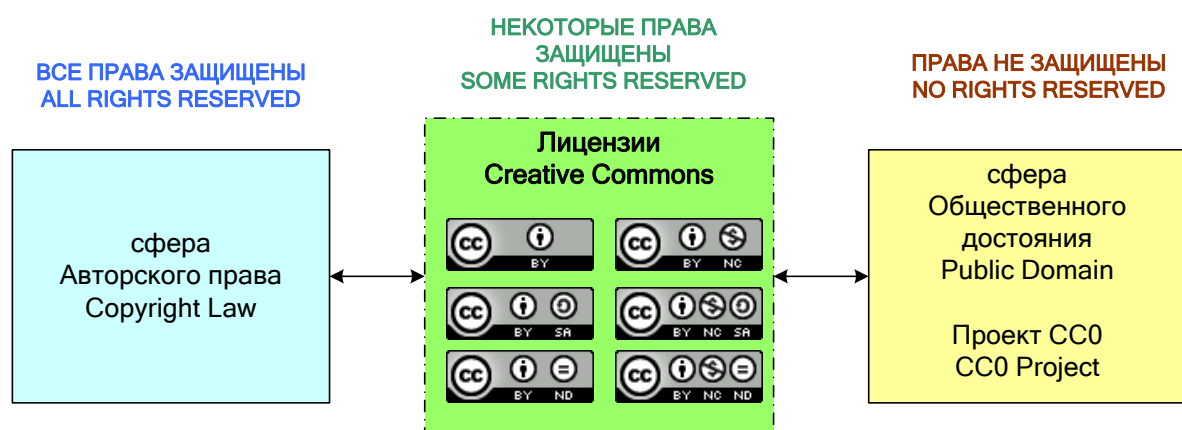 ВСЕ ПРАВА ЗАЩИЩЕНЫ
ALL RIGHTS RESERVED
НЕКОТОРЫЕ ПРАВА
ЗАЩИЩЕНЫ
SOME RIGHTS RESERVED
ПРАВА НЕ ЗАЩИЩЕНЫ
NO RIGHTS RESERVED
сфера
Авторского права
Copyright Law
Лицензии
Creative Commons
cc BY
cc BY NC
cc BY SA
cc BY NC SA
cc BY ND
cc BY NC ND
сфера
Общественного
достояния
Public Domain
Проект CC0
CC0 Project